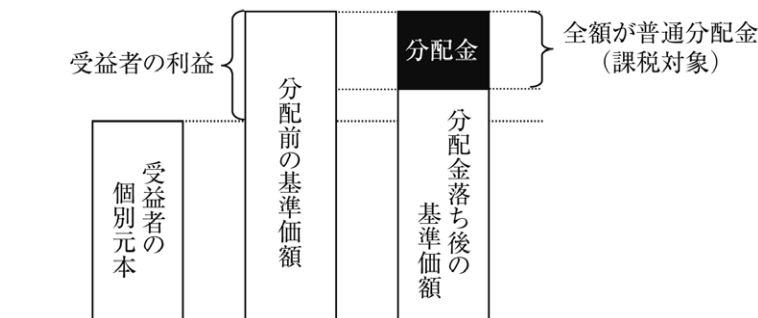 受益者の利益
分配金
全額が普通分配金
（課税対象）
受益者の
個別元本
分配前の基準価額
分配金落ち後の
基準価額